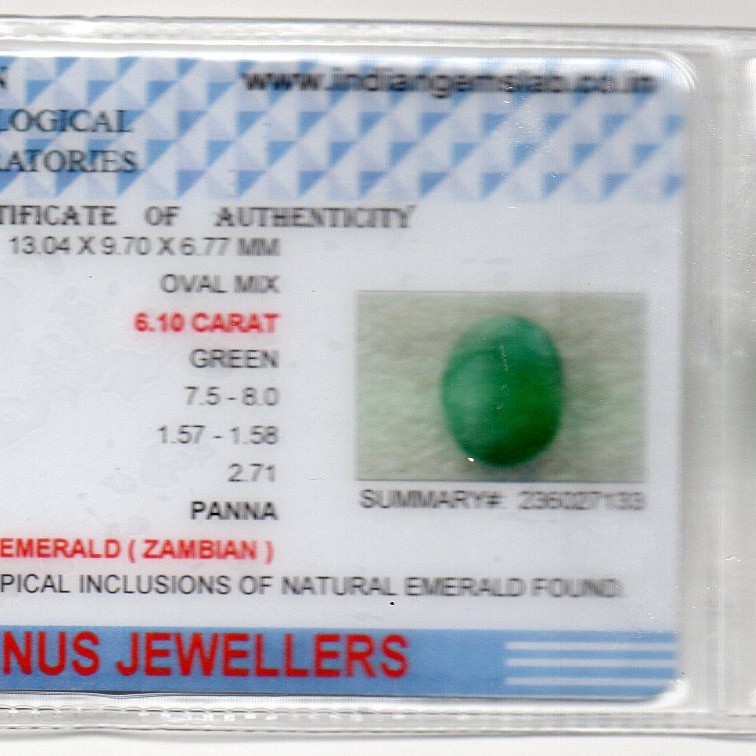 N
www.indiangemslab.co.in
LOGICAL
RATORIES
TIFICATE OF AUTHENTICITY
13.04 X 9.70 X 6.77 MM
OVAL MIX
6.10 CARAT
GREEN
7.5 - 8.0
1.57 - 1.58
2.71
PANNA
SUMMARY#: 236027133
EMERALD ( ZAMBIAN )
PICAL INCLUSIONS OF NATURAL EMERALD FOUND.
NUS JEWELLERS